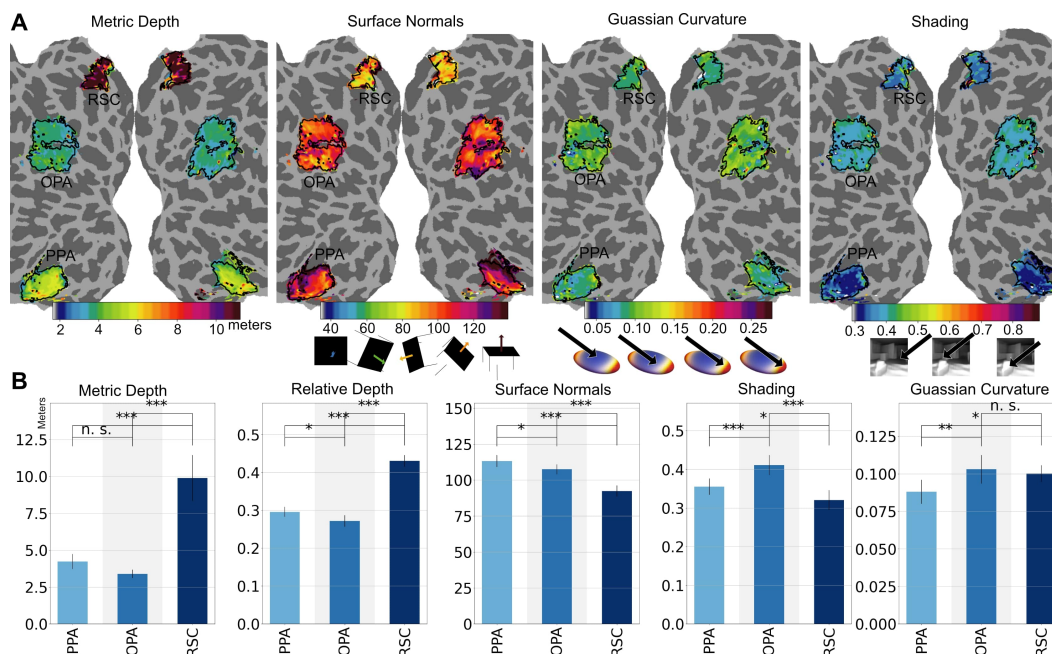 A
Metric Depth Surface Normals Guassian Curvature Shading
RSC RSC RSC
OPA OPA OPA
PPA PPA PPA
2 4 6 8 10 meters 40 60 80 100 120 0.05 0.10 0.15 0.20 0.25 0.3 0.4 0.5 0.6 0.7 0.8
B
Metric Depth Relative Depth Surface Normals Shading Guassian Curvature
Meters
*** *** *** *** n. s.
*** *** *** * *
n. s. * * *** **
12.5 0.5 150 0.5 0.125
10.0 0.4 125 0.4 0.100
7.5 0.3 100 0.3 0.075
5.0 0.2 75 0.2 0.050
2.5 0.1 50 0.1 0.025
0.0 0.0 25 0.0 0.000
0
PPA OPA RSC PPA OPA RSC PPA OPA RSC PPA OPA RSC PPA OPA RSC